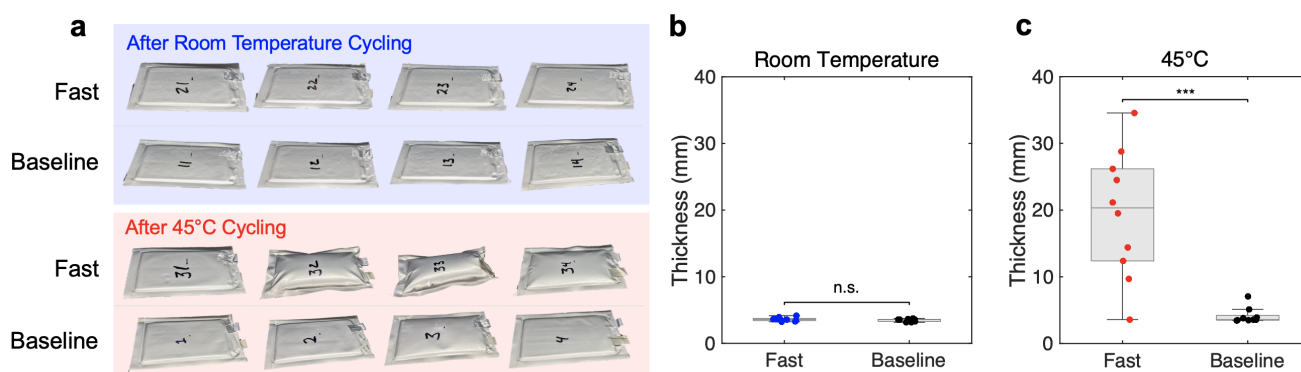 a
After Room Temperature Cycling
Fast
21
22
23
24
Baseline
11
12
13
14
After 45°C Cycling
Fast
31
32
33
34
Baseline
1
2
3
4
b
Room Temperature
Thickness (mm)
40
30
20
10
0
n.s.
Fast
Baseline
c
45°C
Thickness (mm)
40
30
20
10
0
***
Fast
Baseline